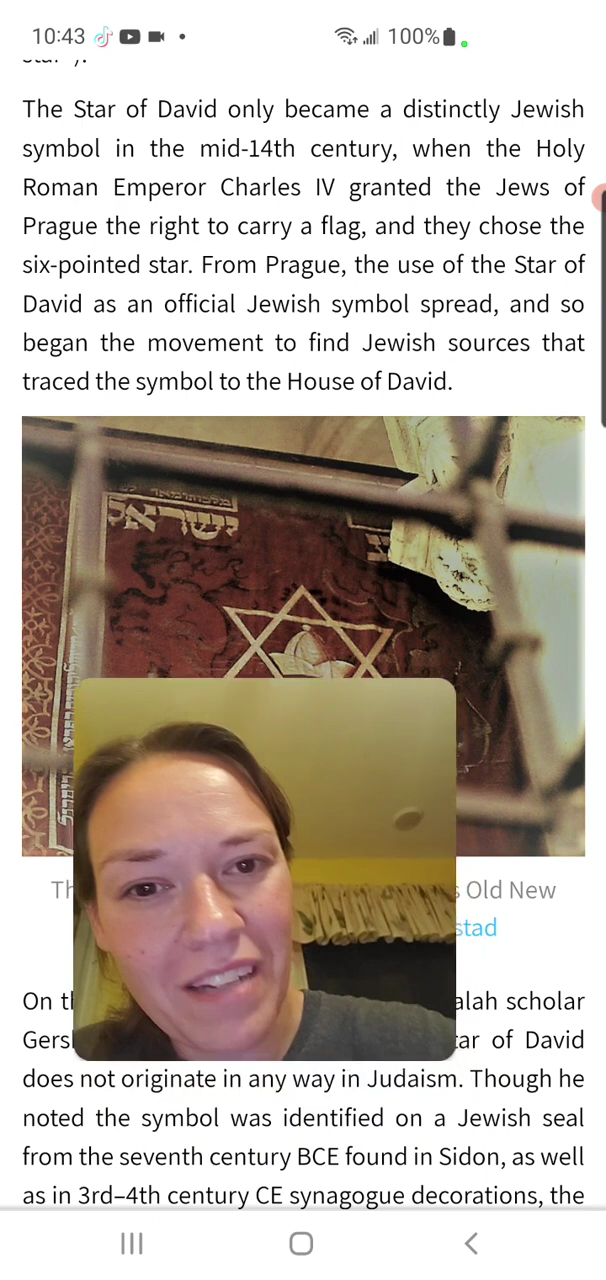 10:43
100%
The Star of David only became a distinctly Jewish
symbol in the mid-14th century, when the Holy
Roman Emperor Charles IV granted the Jews of
Prague the right to carry a flag, and they chose the
six-pointed star. From Prague, the use of the Star of
David as an official Jewish symbol spread, and so
began the movement to find Jewish sources that
traced the symbol to the House of David.
ישראל
Old New
On
scholar
of David
does not originate in any way in Judaism. Though he
noted the symbol was identified on a Jewish seal
from the seventh century BCE found in Sidon, as well
as in 3rd–4th century CE synagogue decorations, the